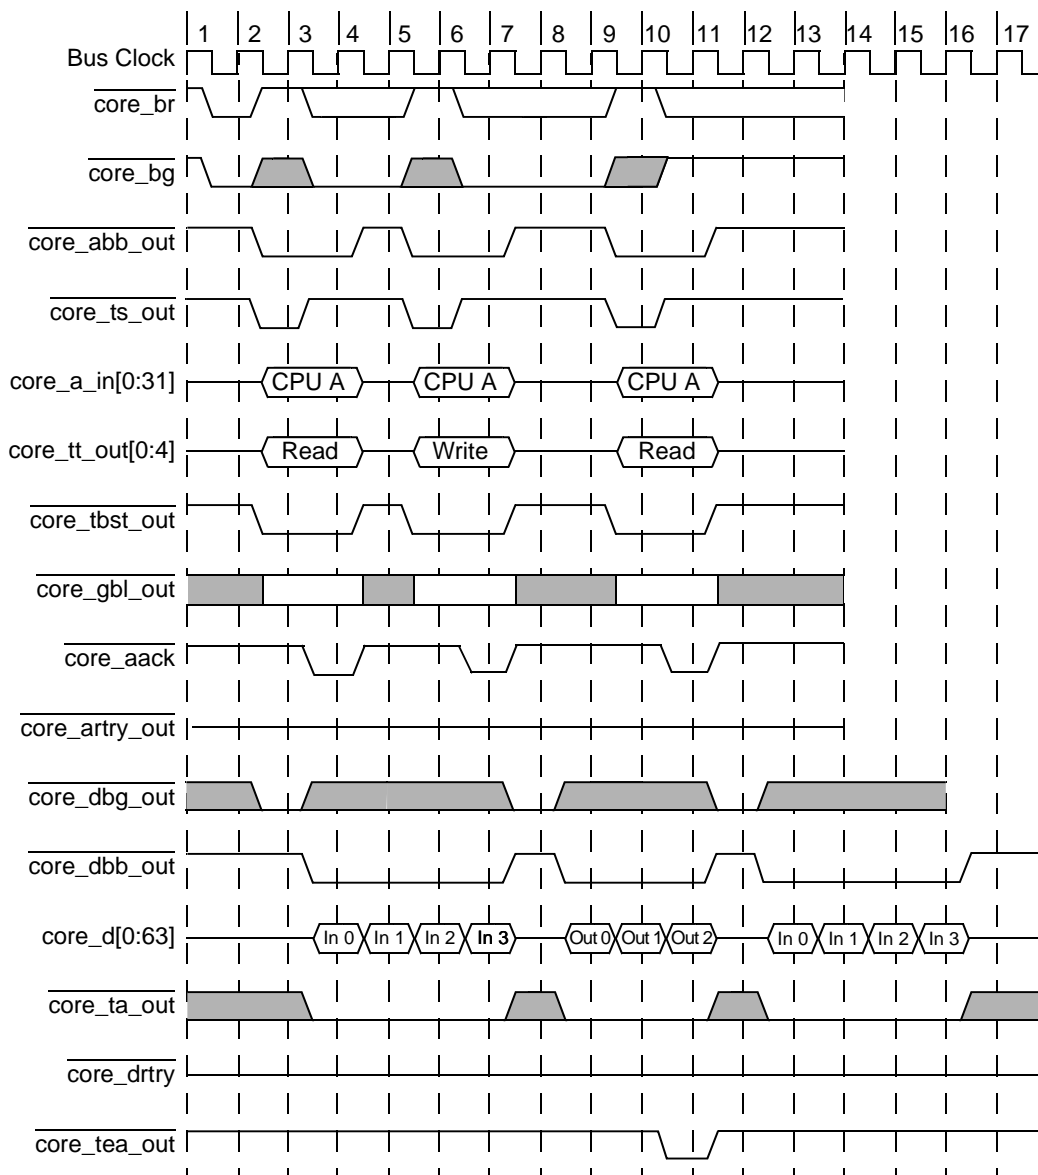 1 2 3 4 5 6 7 8 9 10 11 12 13 14 15 16 17
Bus Clock
core_br
core_bg
core_abb_out
core_ts_out
core_a_in[0:31] CPU A CPU A CPU A
core_tt_out[0:4] Read Write Read
core_tbst_out
core_gbl_out
core_aack
core_artry_out
core_dbg_out
core_dbb_out
core_d[0:63] In 0 In 1 In 2 In 3 Out 0 Out 1 Out 2 In 0 In 1 In 2 In 3
core_ta_out
core_drtry
core_tea_out